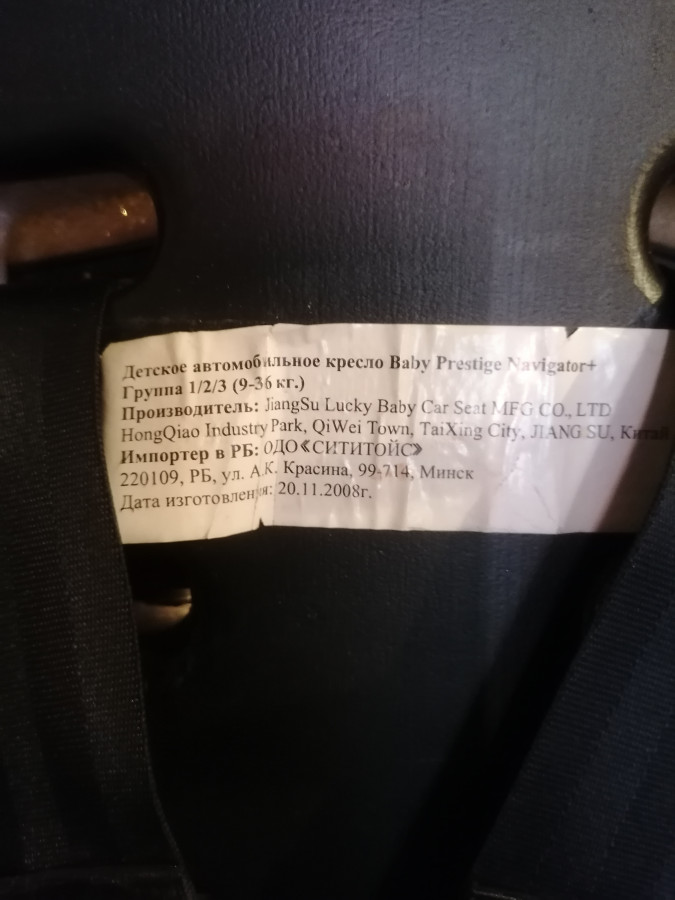 Детское автомобильное кресло Baby Prestige Navigator+
Группа 1/2/3 (9-36 кг.)
Производитель: JiangSu Lucky Baby Car Seat MFG CO., LTD
HongQiao Industry Park, QiWei Town, TaiXing City, JIANG SU, Китай
Импортер в РБ: ОДО《СИТИТОЙС》
220109, РБ, ул. А.К. Красина, 99-714, Минск
Дата изготовления: 20.11.2008г.